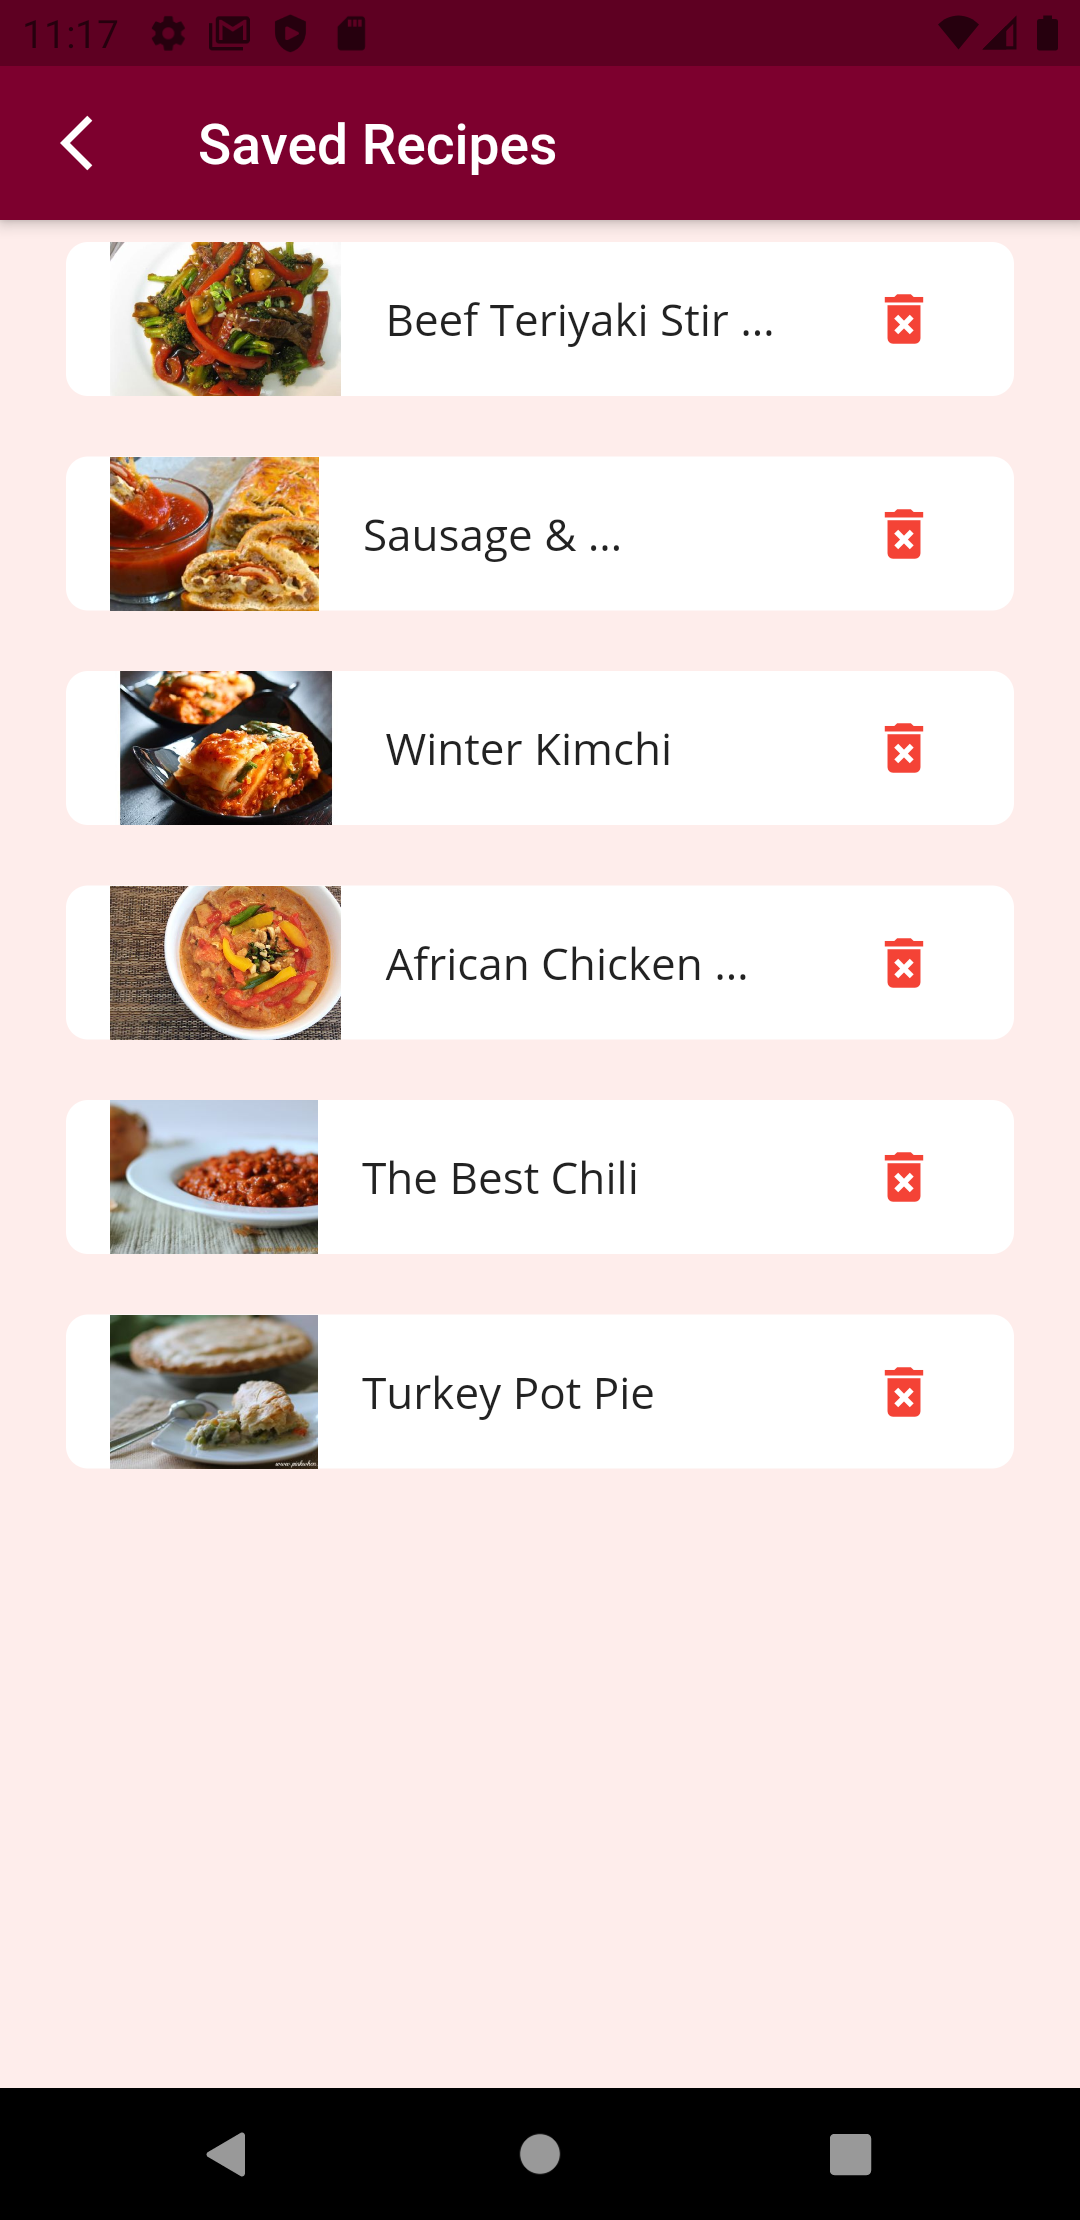 11:17
Saved Recipes
Beef Teriyaki Stir ...
Sausage & ...
Winter Kimchi
African Chicken ...
The Best Chili
Turkey Pot Pie